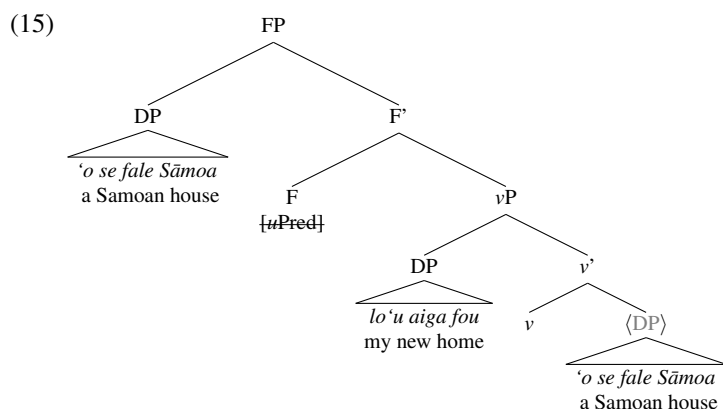 (15)
FP
DP F’
‘o se fale Sāmoa
a Samoan house
F vP
[uPred]
DP v’
lo‘u aiga fou
my new home
v ⟨DP⟩
‘o se fale Sāmoa
a Samoan house